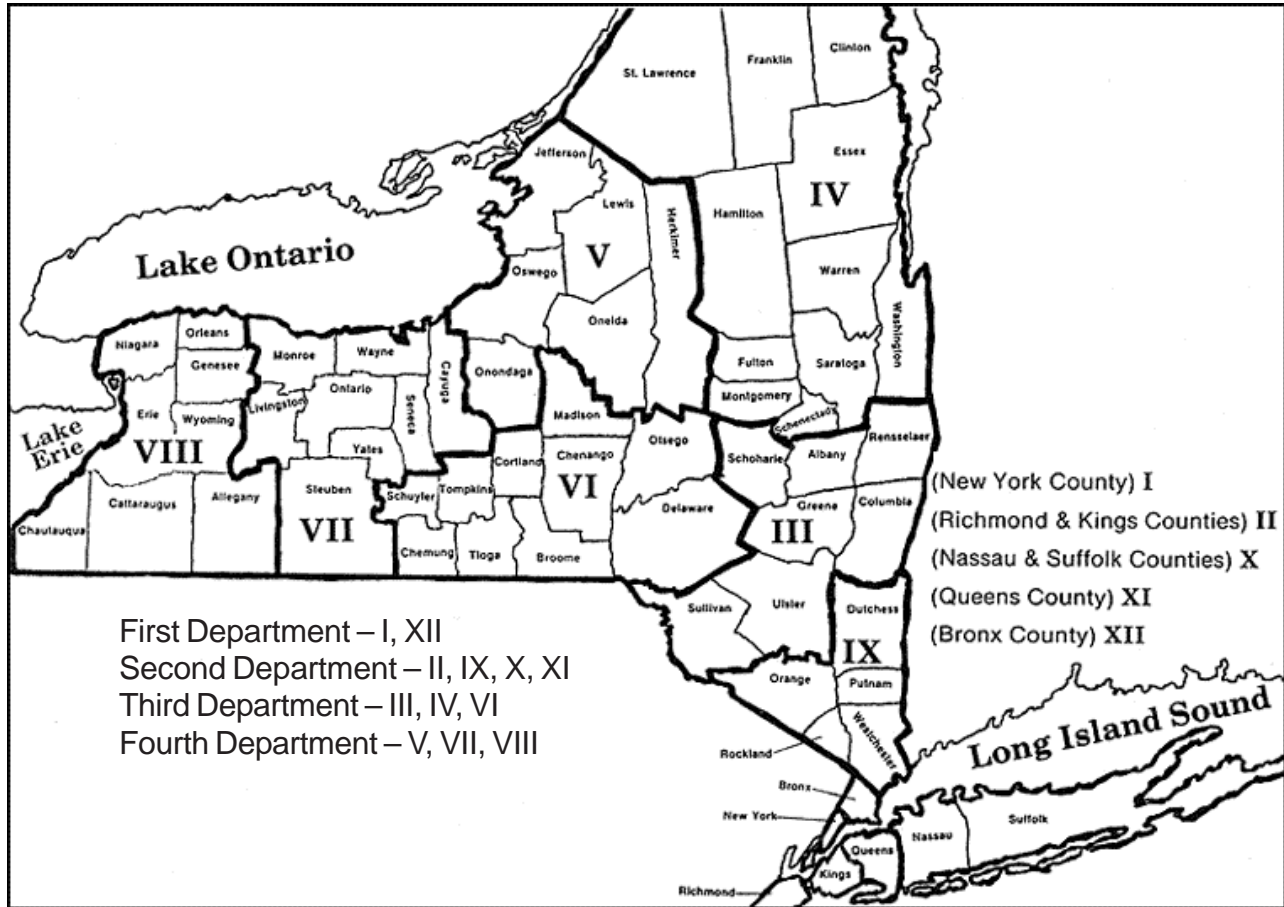 Clinton
Franklin
St. Lawrence
Essex
Jefferson
IV
Lewis
Hamilton
Herkimer
V
Lake Ontario
Warren
Oswego
Oneida
Washington
Orleans
Niagara
Monroe
Wayne
Genesee
Cayuga
Onondaga
Fulton
Saratoga
Ontario
Montgomery
Livingston
Seneca
Erie
Wyoming
Madison
Schenectady
Lake
Erie
VIII
Yates
Otsego
Rensselaer
Chenango
Schoharie
Albany
Cortland
VI
Steuben
Schuyler
Tompkins
Cattaraugus
Allegany
Delaware
Greene
Columbia
Chautauqua
VII
III
Chemung
Tioga
Broome
(New York County) I
(Richmond & Kings Counties) II
(Nassau & Suffolk Counties) X
(Queens County) XI
(Bronx County) XII
Sullivan
Ulster
Dutchess
IX
First Department – I, XII
Second Department – II, IX, X, XI
Third Department – III, IV, VI
Fourth Department – V, VII, VIII
Orange
Putnam
Westchester
Rockland
Long Island Sound
Bronx
New York
Suffolk
Nassau
Queens
Kings
Richmond